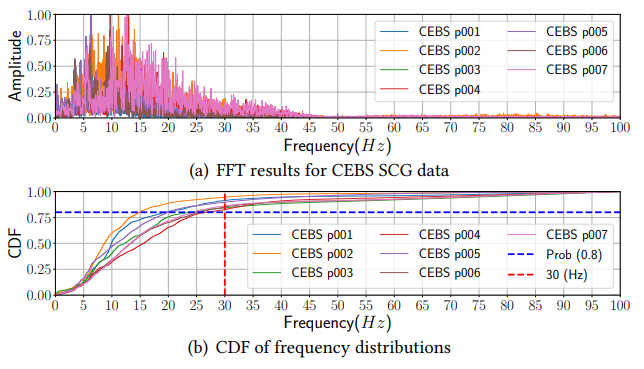 1.00
0.75
0.50
0.25
0.00
Amplitude
CEBS p001
CEBS p002
CEBS p003
CEBS p004
CEBS p005
CEBS p006
CEBS p007
0 5 10 15 20 25 30 35 40 45 50 55 60 65 70 75 80 85 90 95 100
Frequency(Hz)
(a) FFT results for CEBS SCG data
1.00
0.75
0.50
0.25
0.00
CDF
CEBS p001
CEBS p002
CEBS p003
CEBS p004
CEBS p005
CEBS p006
CEBS p007
Prob (0.8)
30 (Hz)
0 5 10 15 20 25 30 35 40 45 50 55 60 65 70 75 80 85 90 95 100
Frequency(Hz)
(b) CDF of frequency distributions